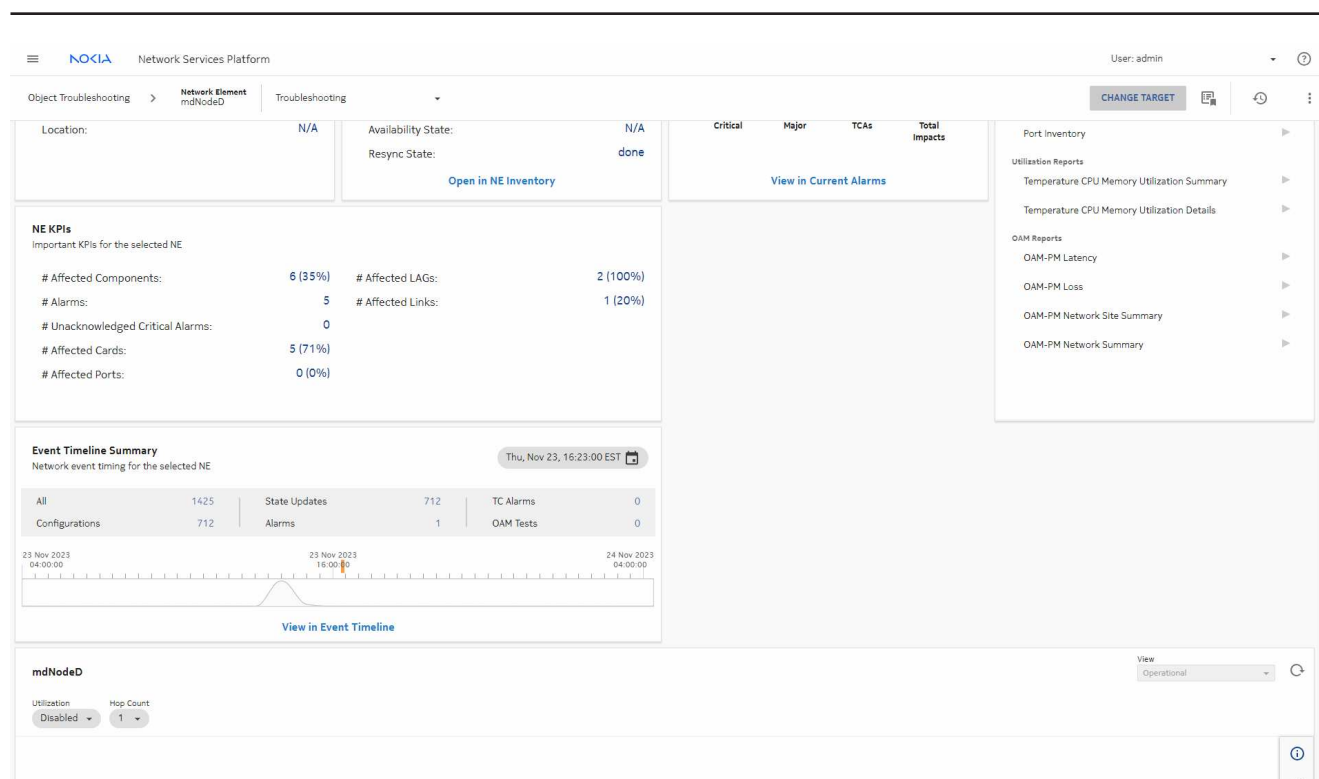 NOKIA Network Services Platform User: admin
Object Troubleshooting > Network Element mdNodeD Troubleshooting CHANGE TARGET
Location: N/A
Availability State: N/A
Resync State: done
Open in NE Inventory
Critical Major TCAs Total Impacts
View in Current Alarms
Port Inventory
Utilization Reports
Temperature CPU Memory Utilization Summary
Temperature CPU Memory Utilization Details
OAM Reports
OAM-PM Latency
OAM-PM Loss
OAM-PM Network Site Summary
OAM-PM Network Summary
NE KPIs
Important KPIs for the selected NE
# Affected Components: 6 (35%) # Affected LAGs: 2 (100%)
# Alarms: 5 # Affected Links: 1 (20%)
# Unacknowledged Critical Alarms: 0
# Affected Cards: 5 (71%)
# Affected Ports: 0 (0%)
Event Timeline Summary
Network event timing for the selected NE
Thu, Nov 23, 16:23:00 EST
All 1425 State Updates 712 TC Alarms 0
Configurations 712 Alarms 1 OAM Tests 0
23 Nov 2023 23 Nov 2023 24 Nov 2023
04:00:00 16:00:00 04:00:00
View in Event Timeline
mdNodeD
View
Operational
Utilization Hop Count
Disabled 1